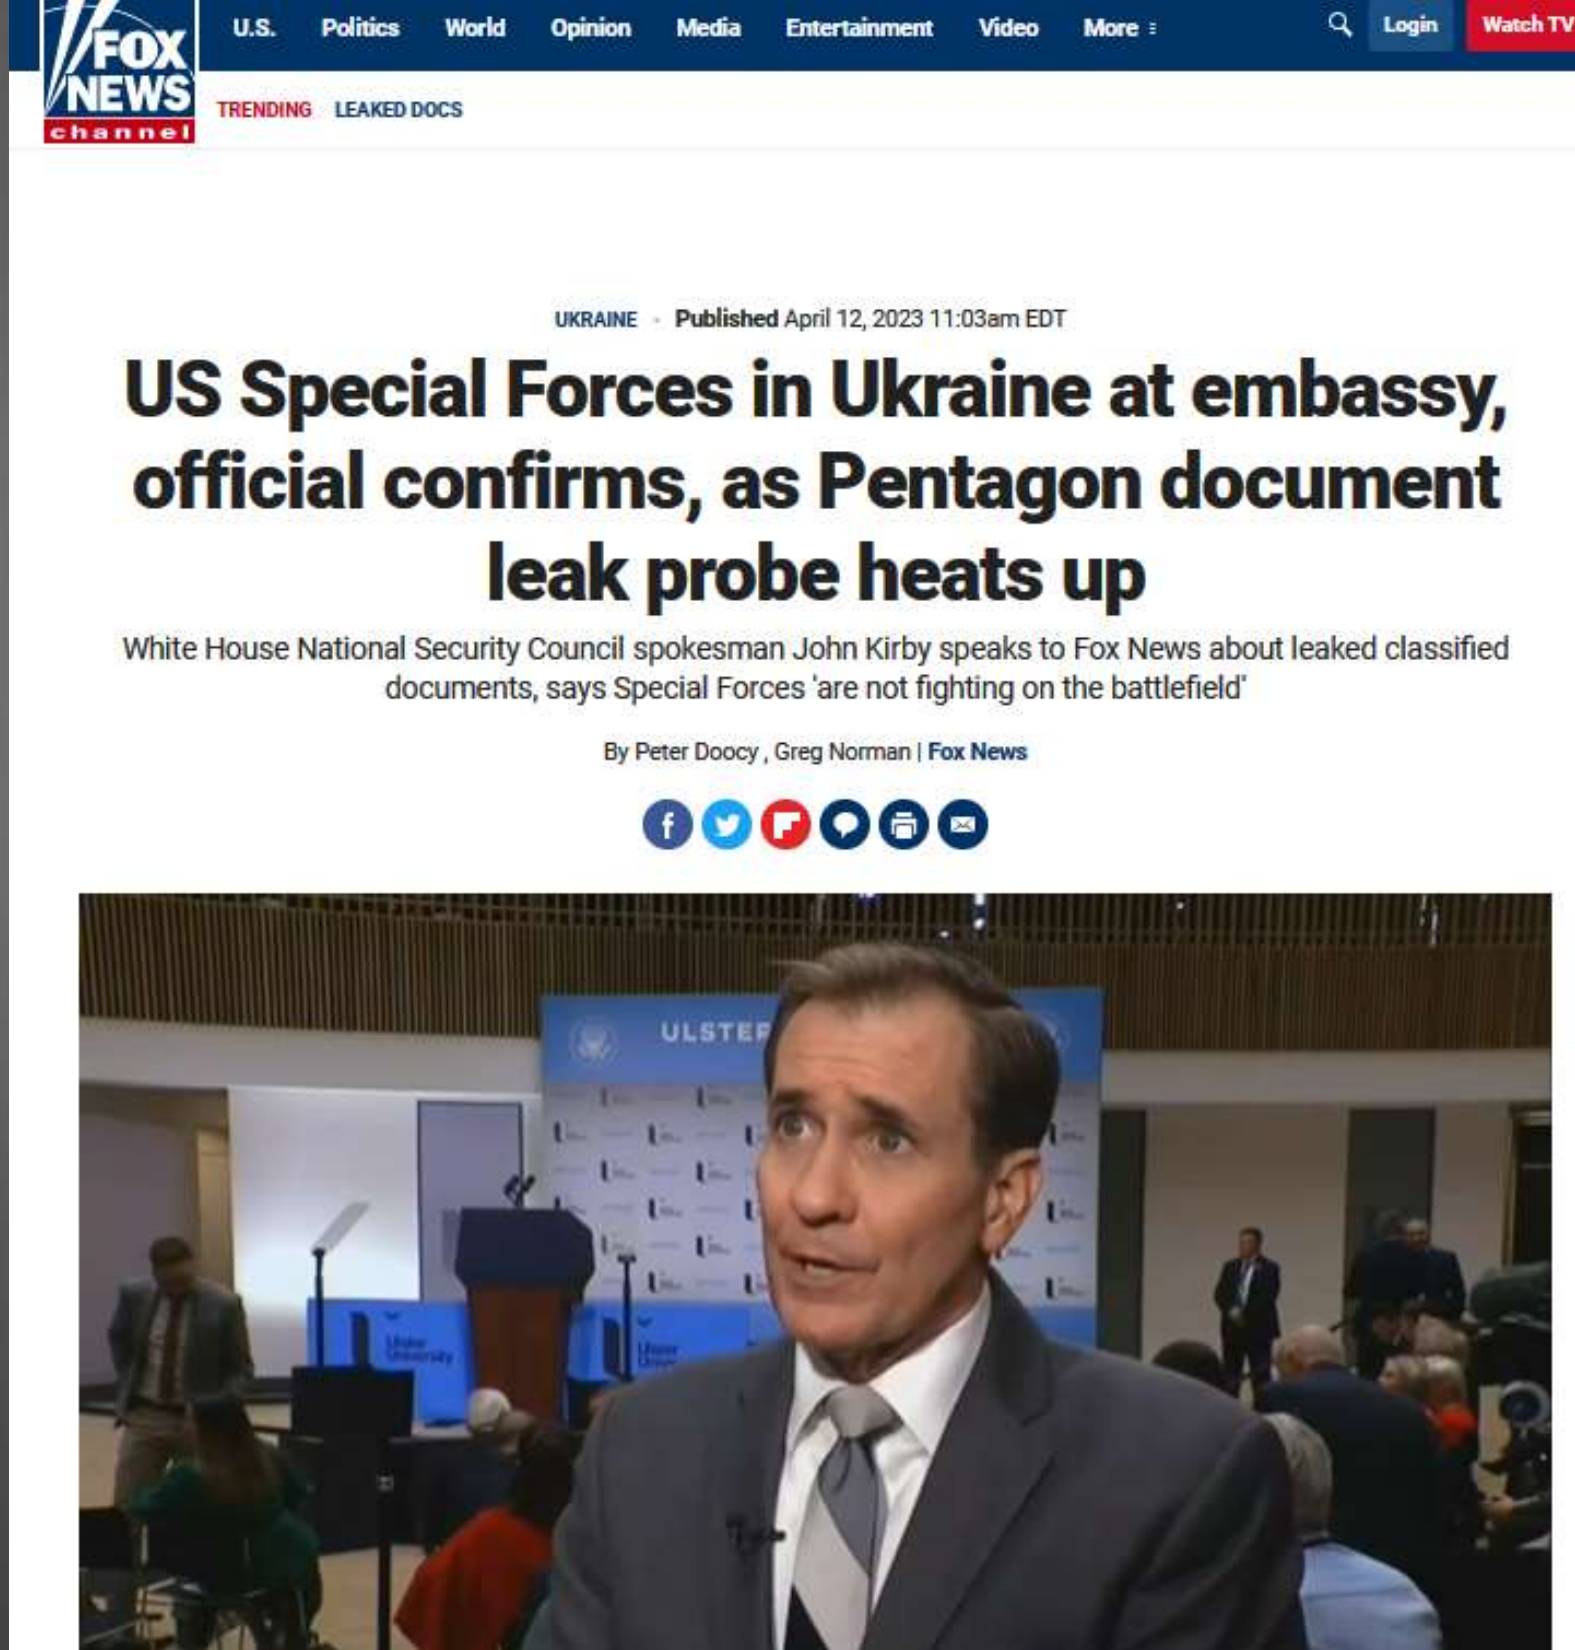 FOX
NEWS
channel
U.S. Politics World Opinion Media Entertainment Video More Login Watch TV
TRENDING LEAKED DOCS
UKRAINE · Published April 12, 2023 11:03am EDT
US Special Forces in Ukraine at embassy,
official confirms, as Pentagon document
leak probe heats up
White House National Security Council spokesman John Kirby speaks to Fox News about leaked classified
documents, says Special Forces 'are not fighting on the battlefield'
By Peter Doocy , Greg Norman | Fox News
ULSTER
Ulster
University
Ulster